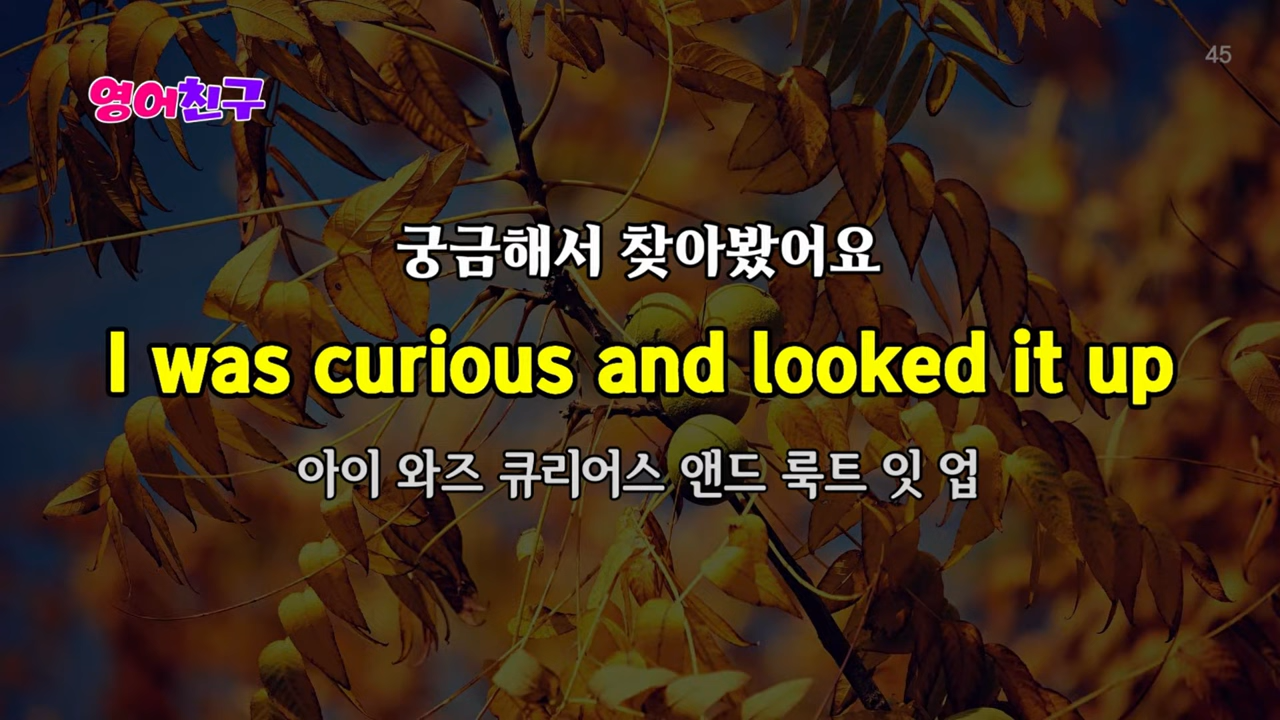 45
영어친구
궁금해서 찾아봤어요
I was curious and looked it up
아이 와즈 큐리어스 앤드 룩트 잇 업